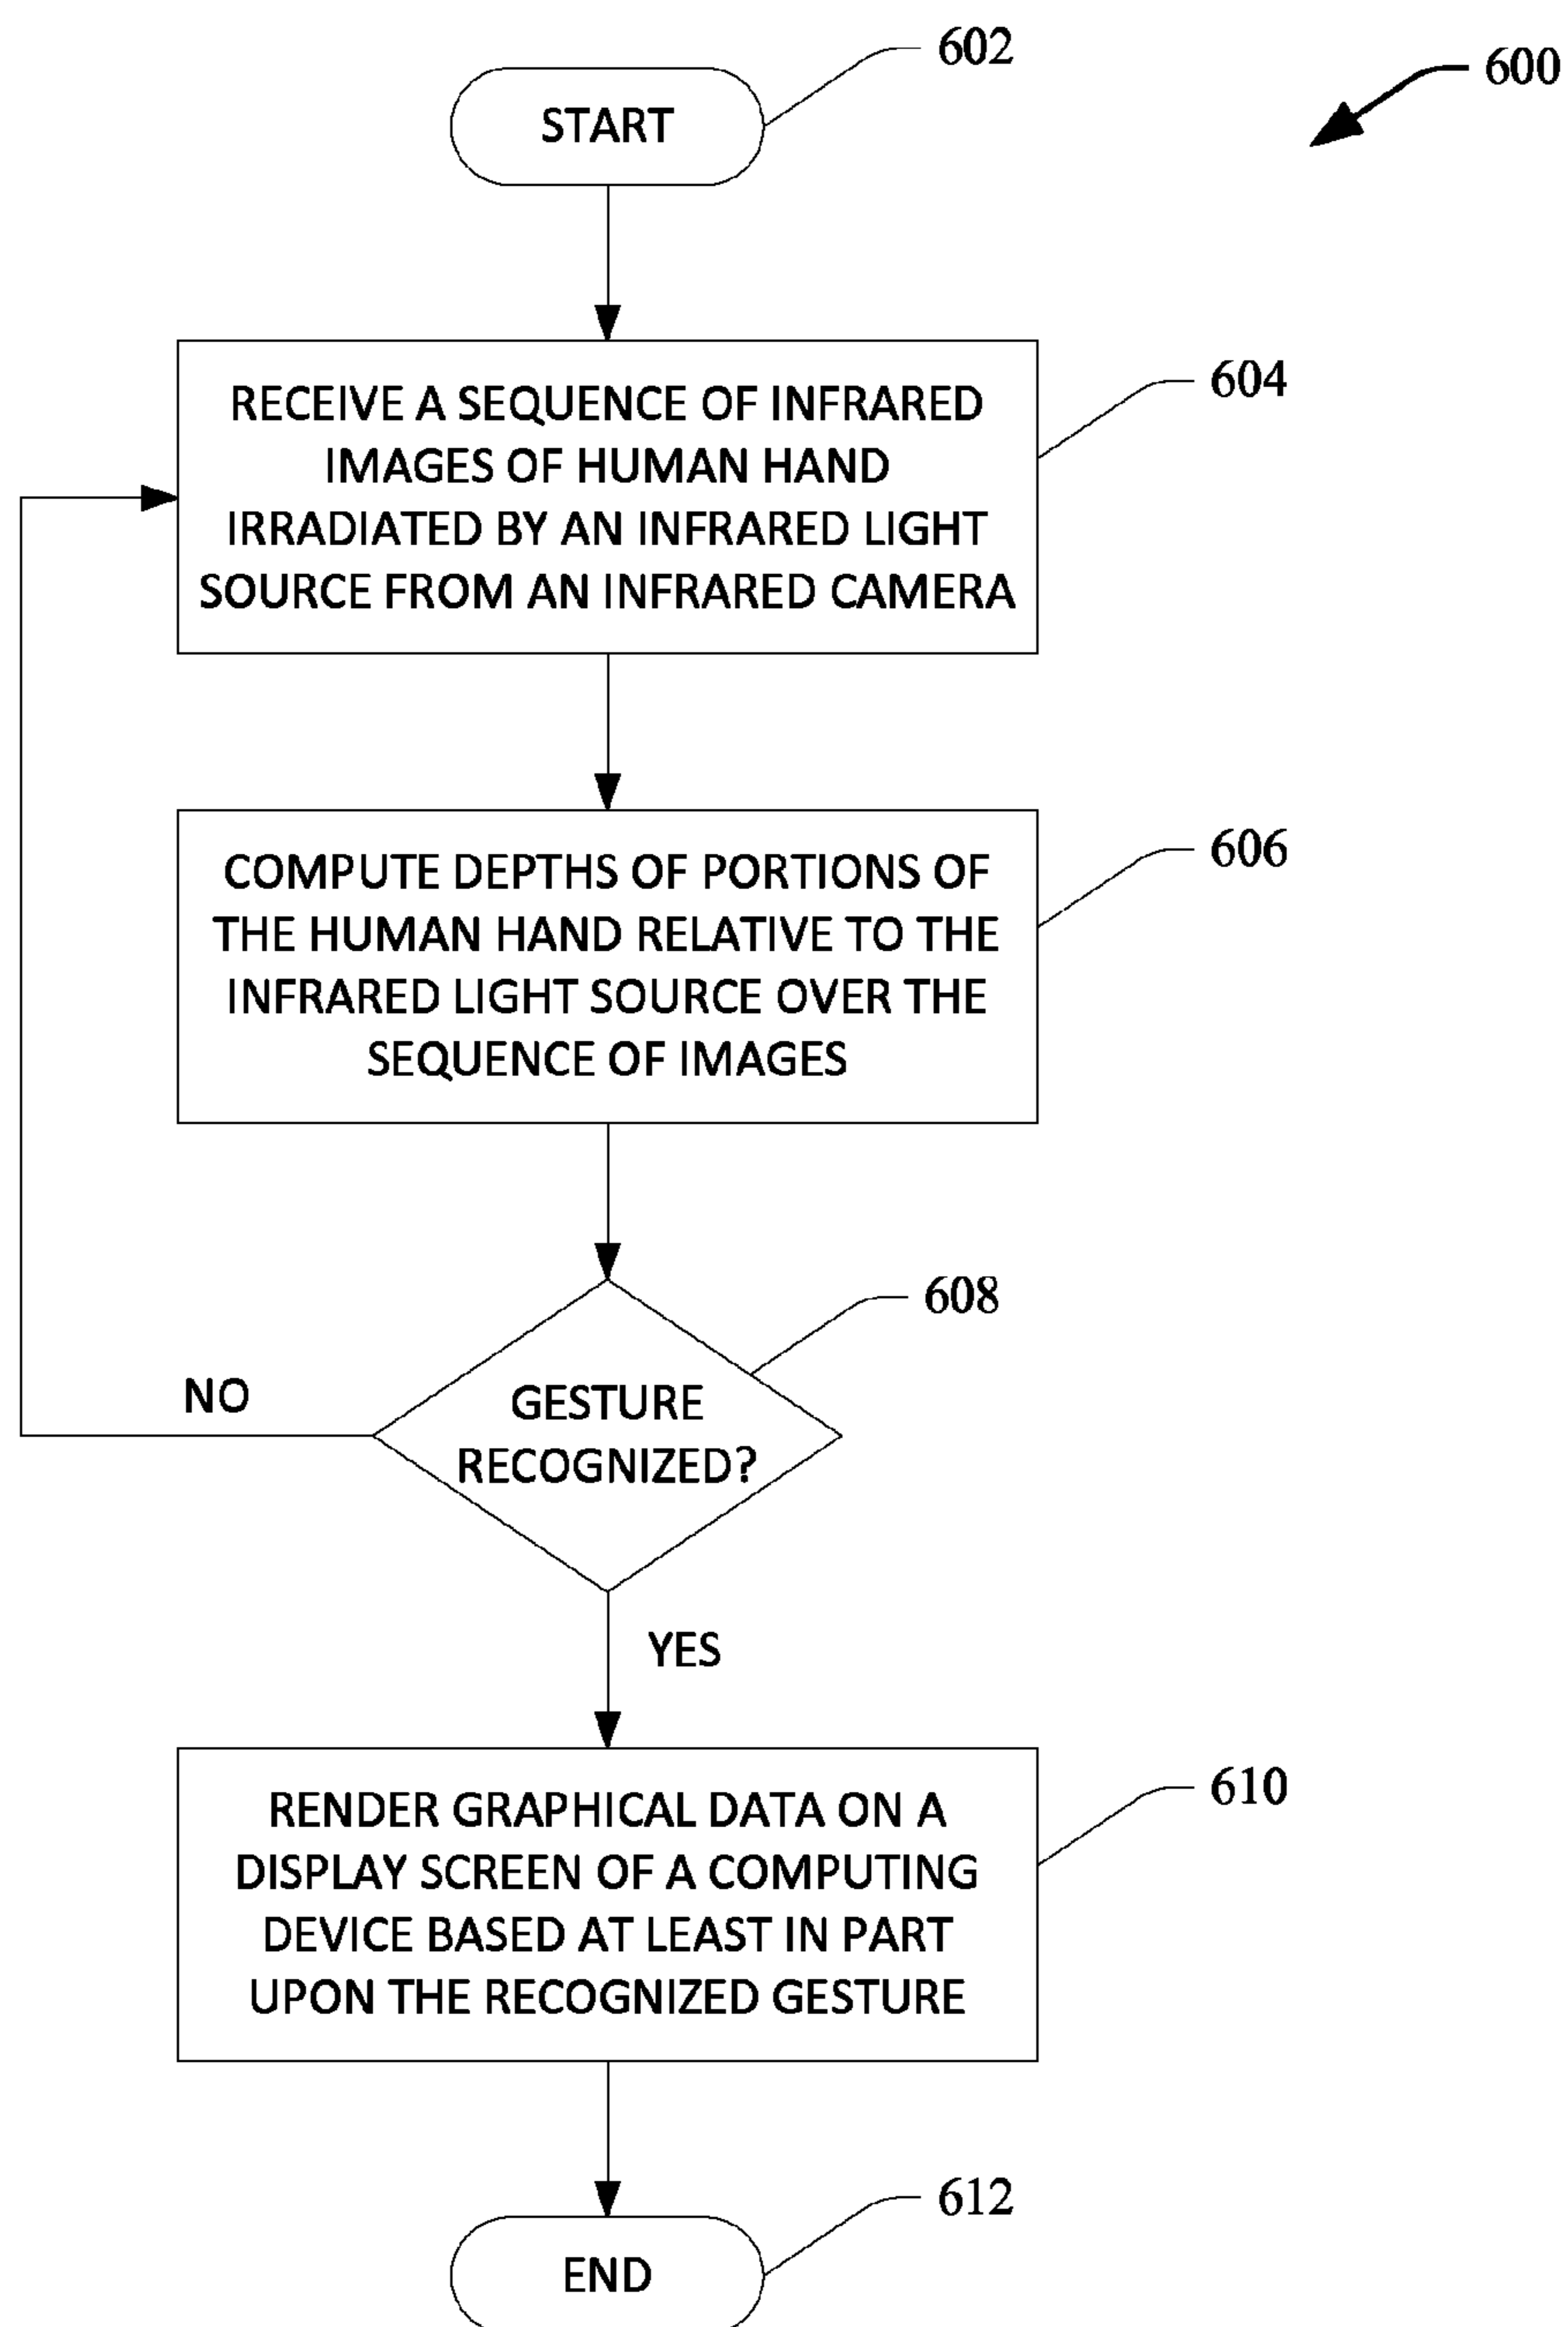 602
600
START
604
RECEIVE A SEQUENCE OF INFRARED
IMAGES OF HUMAN HAND
IRRADIATED BY AN INFRARED LIGHT
SOURCE FROM AN INFRARED CAMERA
606
COMPUTE DEPTHS OF PORTIONS OF
THE HUMAN HAND RELATIVE TO THE
INFRARED LIGHT SOURCE OVER THE
SEQUENCE OF IMAGES
608
NO
GESTURE
RECOGNIZED?
YES
610
RENDER GRAPHICAL DATA ON A
DISPLAY SCREEN OF A COMPUTING
DEVICE BASED AT LEAST IN PART
UPON THE RECOGNIZED GESTURE
612
END